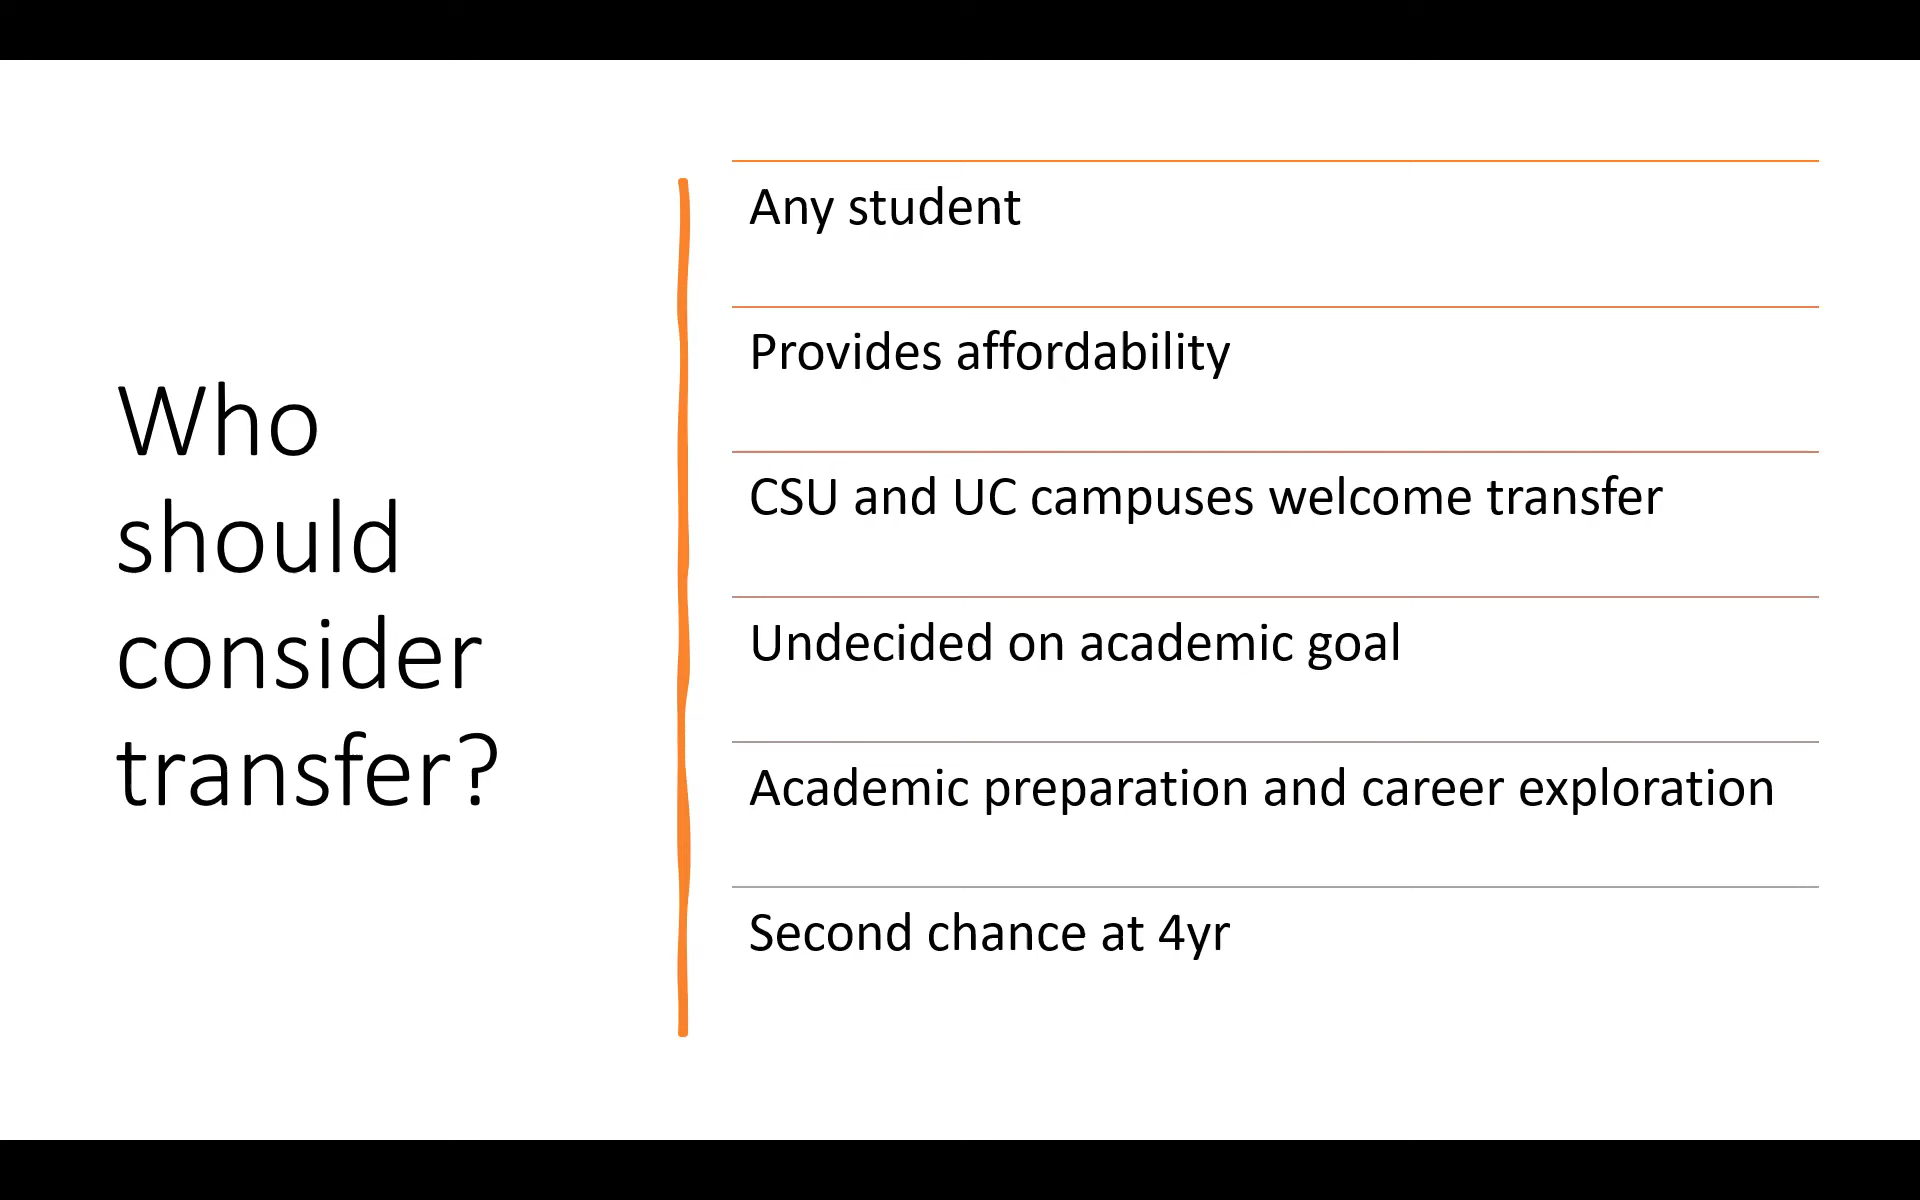 Who
should
consider
transfer?
Any student
Provides affordability
CSU and UC campuses welcome transfer
Undecided on academic goal
Academic preparation and career exploration
Second chance at 4yr